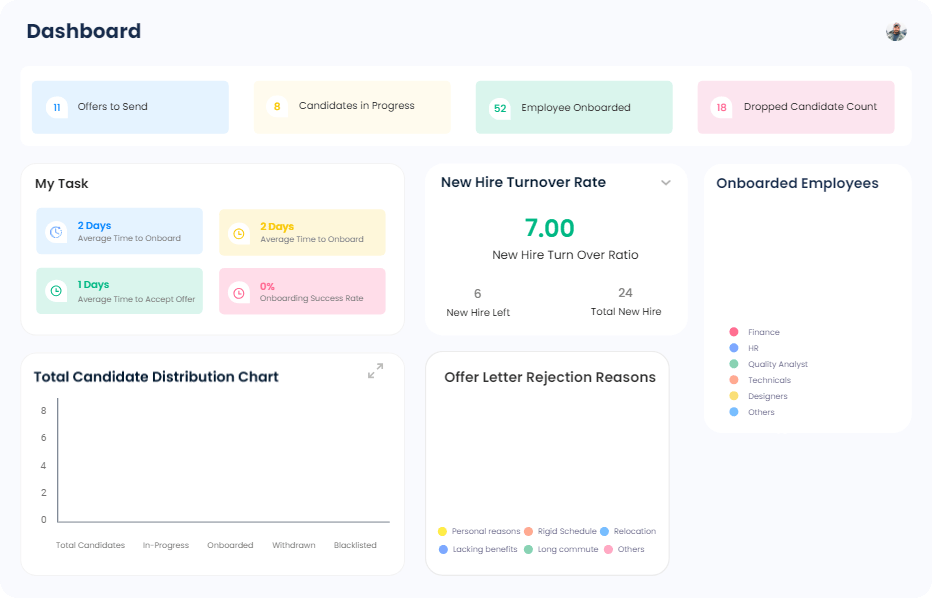 Dashboard
11 Offers to Send
8 Candidates in Progress
52 Employee Onboarded
18 Dropped Candidate Count
My Task
2 Days
Average Time to Onboard
2 Days
Average Time to Onboard
1 Days
Average Time to Accept Offer
0%
Onboarding Success Rate
New Hire Turnover Rate
7.00
New Hire Turn Over Ratio
6
New Hire Left
24
Total New Hire
Onboarded Employees
Finance
HR
Quality Analyst
Technicals
Designers
Others
Total Candidate Distribution Chart
8
6
4
2
0
Total Candidates In-Progress Onboarded Withdrawn Blacklisted
Offer Letter Rejection Reasons
Personal reasons Rigid Schedule Relocation
Lacking benefits Long commute Others